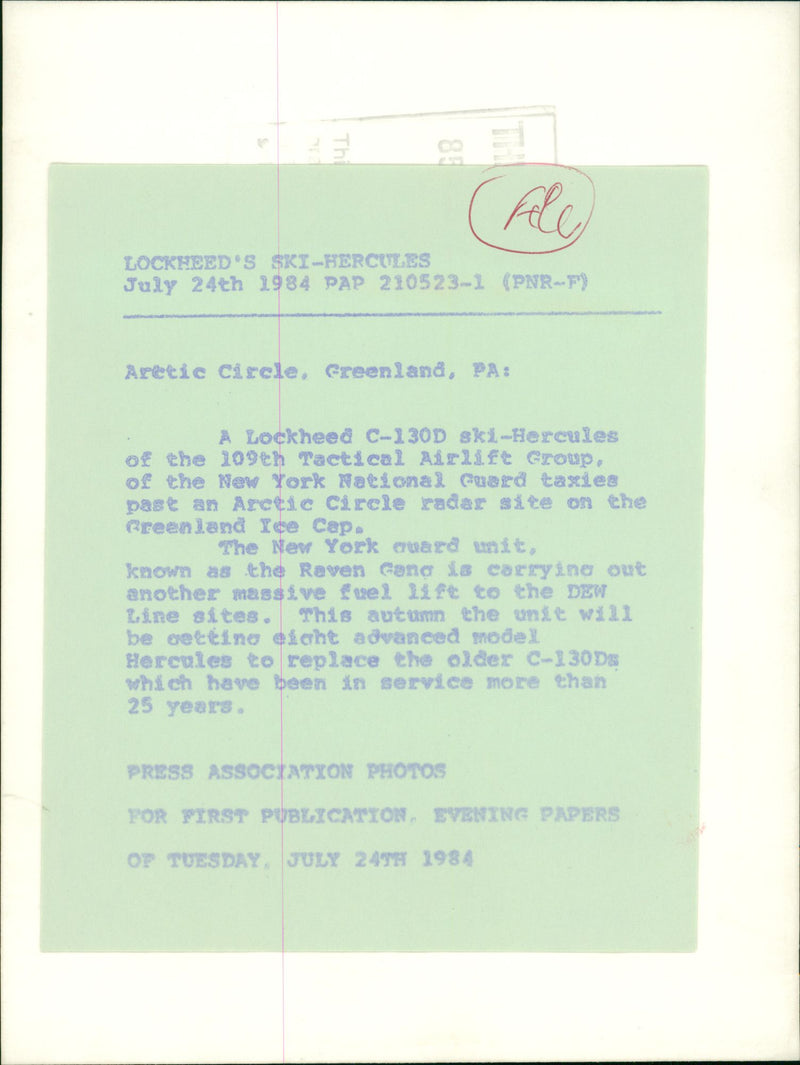 LOCKHEED'S SKI-HERCULES
July 24th 1984 PAP 210523-1 (PNR-F)
Arctic Circle, Greenland, PA:
A Lockheed C-130D ski-Hercules
of the 109th Tactical Airlift Group,
of the New York National Guard taxies
past an Arctic Circle radar site on the
Greenland Ice Cap.
The New York guard unit,
known as the Raven Gang is carrying out
another massive fuel lift to the DEW
Line sites. This autumn the unit will
be getting eight advanced model
Hercules to replace the older C-130Ds
which have been in service more than
25 years.
PRESS ASSOCIATION PHOTOS
FOR FIRST PUBLICATION, EVENING PAPERS
OF TUESDAY, JULY 24TH 1984